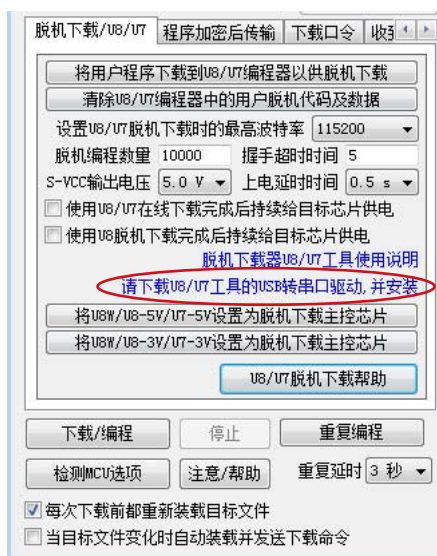 脱机下载/U8/U7 程序加密后传输 下载口令
将用户程序下载到U8/U7编程器以供脱机下载
清除U8/U7编程器中的用户脱机代码及数据
设置U8/U7脱机下载时的最高波特率 115200
脱机编程数量 10000 握手超时时间 5
S-VCC输出电压 5.0 V 上电延时时间 0.5 s
使用U8/U7在线下载完成后持续给目标芯片供电
使用U8脱机下载完成后持续给目标芯片供电
脱机下载器U8/U7工具使用说明
请下载U8/U7工具的USB转串口驱动,并安装
将U8W/U8-5V/U7-5V设置为脱机下载主控芯片
将U8W/U8-3V/U7-3V设置为脱机下载主控芯片
U8/U7脱机下载帮助
下载/编程 停止 重复编程
检测MCU选项 注意/帮助 重复延时 3 秒
每次下载前都重新装载目标文件
当目标文件变化时自动装载并发送下载命令